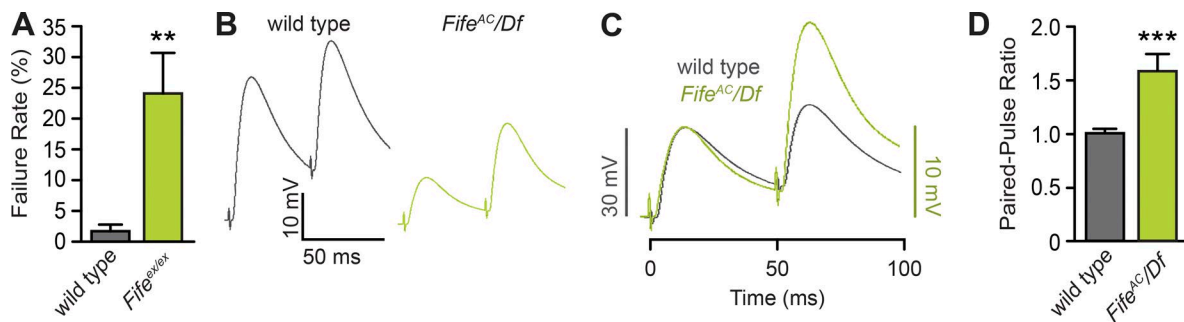 A
Failure Rate (%)
35
30
25
20
15
10
5
0
**
wild type
Fife^ex/ex
B
wild type
Fife^AC/Df
10 mV
50 ms
C
wild type
Fife^AC/Df
30 mV
10 mV
0
50
100
Time (ms)
D
Paired-Pulse Ratio
2.0
1.5
1.0
0.5
0
***
wild type
Fife^AC/Df